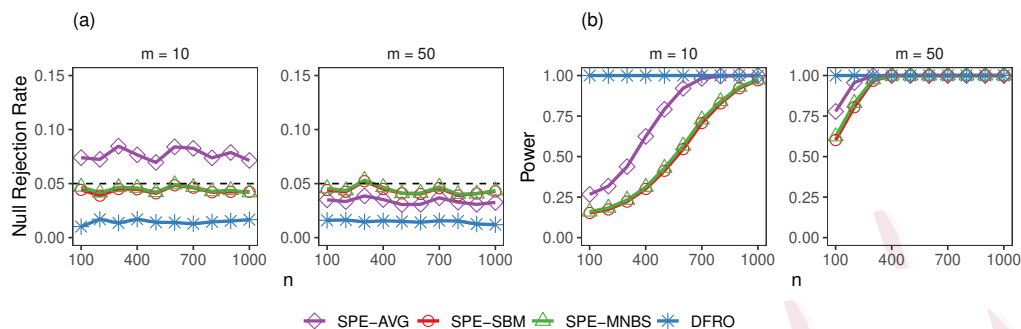 (a) (b)
m = 10 m = 50 m = 10 m = 50
Null Rejection Rate
0.15 0.15 1.00 1.00
0.10 0.10 0.75 0.75
Power
0.50 0.50
0.05 0.05
0.25 0.25
0.00 0.00 0.00 0.00
100 400 700 1000 100 400 700 1000 100 400 700 1000 100 400 700 1000
n n
SPE−AVG SPE−SBM SPE−MNBS DFRO